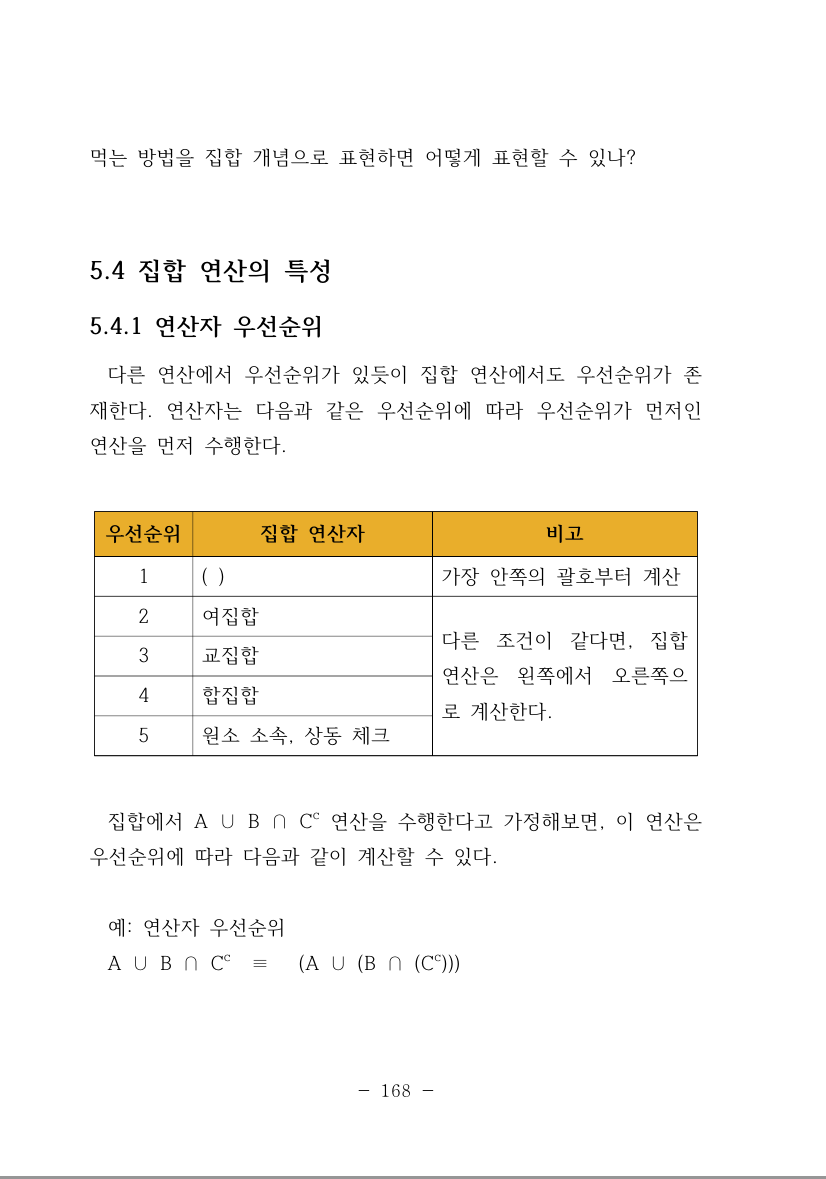 먹는 방법을 집합 개념으로 표현하면 어떻게 표현할 수 있나?
5.4 집합 연산의 특성
5.4.1 연산자 우선순위
다른 연산에서 우선순위가 있듯이 집합 연산에서도 우선순위가 존
재한다. 연산자는 다음과 같은 우선순위에 따라 우선순위가 먼저인
연산을 먼저 수행한다.
우선순위 집합 연산자 비고
1 ( ) 가장 안쪽의 괄호부터 계산
2 여집합
3 교집합
4 합집합
5 원소 소속, 상동 체크
다른 조건이 같다면, 집합
연산은 왼쪽에서 오른쪽으
로 계산한다.
집합에서 A ∪ B ∩ Cᶜ 연산을 수행한다고 가정해보면, 이 연산은
우선순위에 따라 다음과 같이 계산할 수 있다.
예: 연산자 우선순위
A ∪ B ∩ Cᶜ ≡ (A ∪ (B ∩ (Cᶜ)))
- 168 -